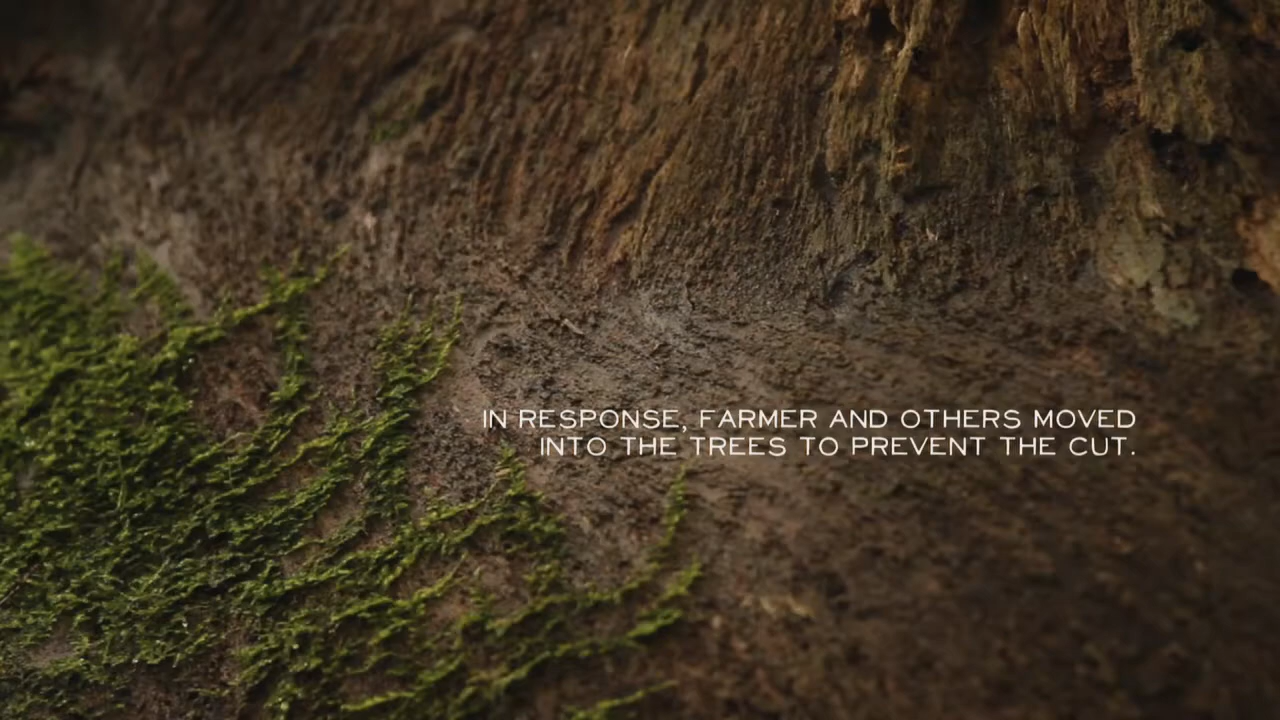 IN RESPONSE, FARMER AND OTHERS MOVED
INTO THE TREES TO PREVENT THE CUT.